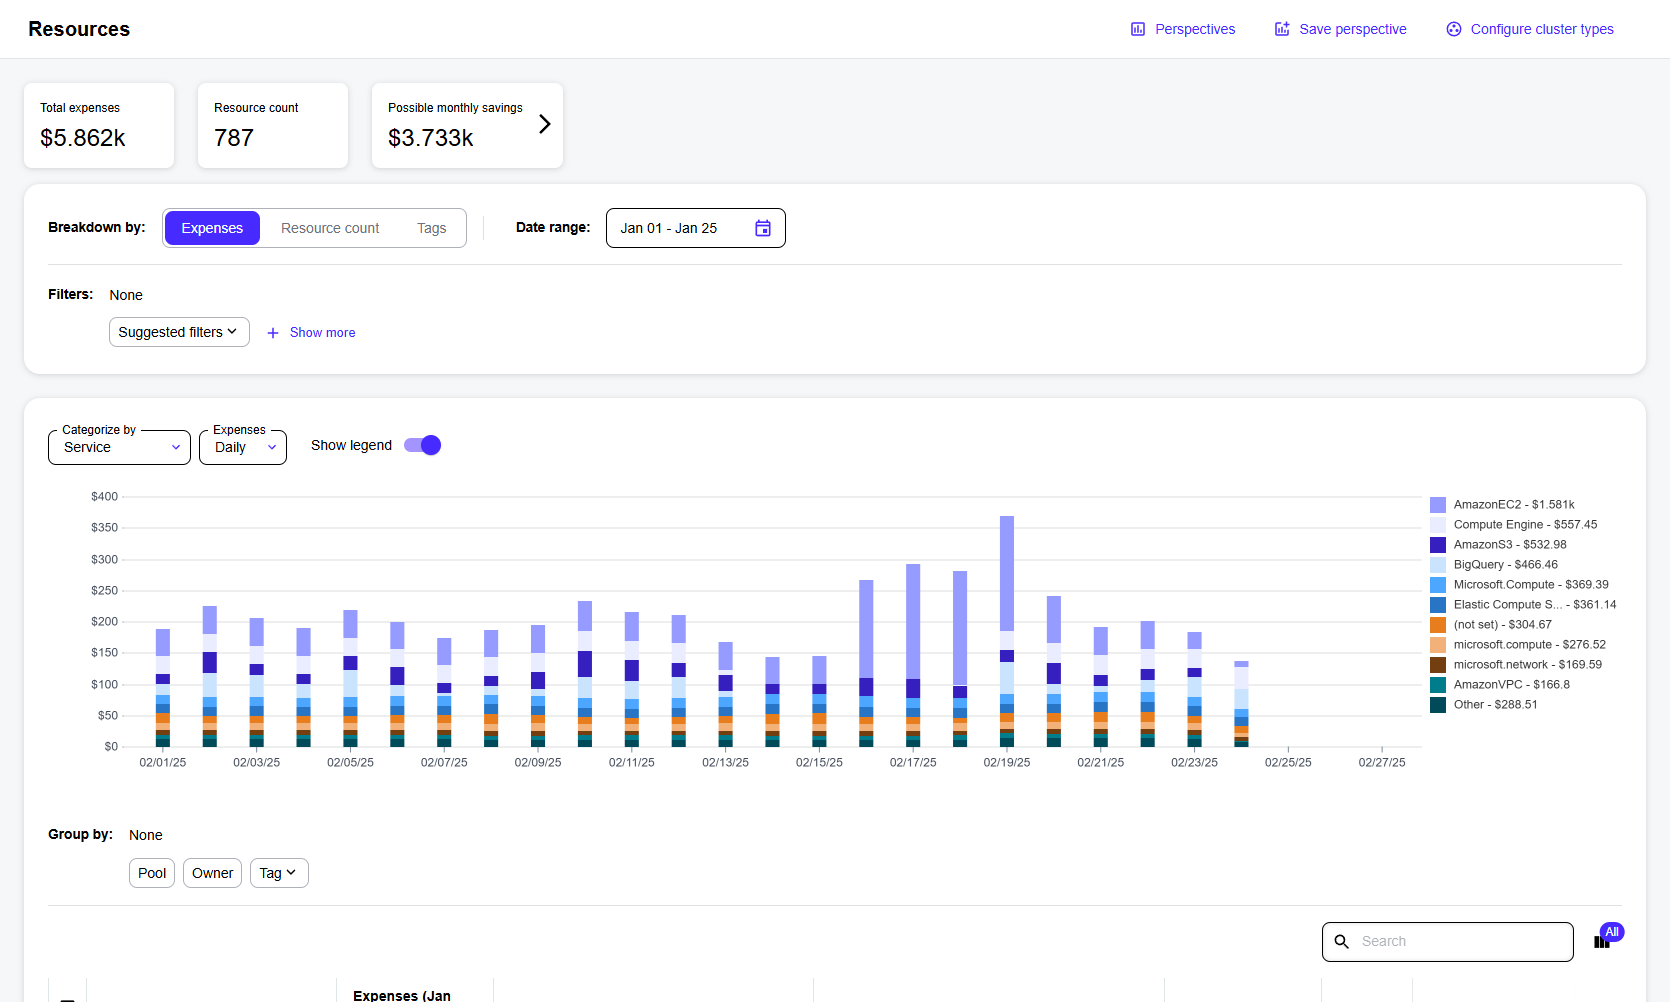 Resources
Perspectives
Save perspective
Configure cluster types
Total expenses
$5.862k
Resource count
787
Possible monthly savings
$3.733k
Breakdown by:
Expenses
Resource count
Tags
Date range:
Jan 01 - Jan 25
Filters:
None
Suggested filters
Show more
Categorize by
Service
Expenses
Daily
Show legend
$400
$350
$300
$250
$200
$150
$100
$50
$0
02/01/25
02/03/25
02/05/25
02/07/25
02/09/25
02/11/25
02/13/25
02/15/25
02/17/25
02/19/25
02/21/25
02/23/25
02/25/25
02/27/25
AmazonEC2 - $1.581k
Compute Engine - $557.45
AmazonS3 - $532.98
BigQuery - $466.46
Microsoft.Compute - $369.39
Elastic Compute S... - $361.14
(not set) - $304.67
microsoft.compute - $276.52
microsoft.network - $169.59
AmazonVPC - $166.8
Other - $288.51
Group by:
None
Pool
Owner
Tag
Search
All
Expenses (Jan